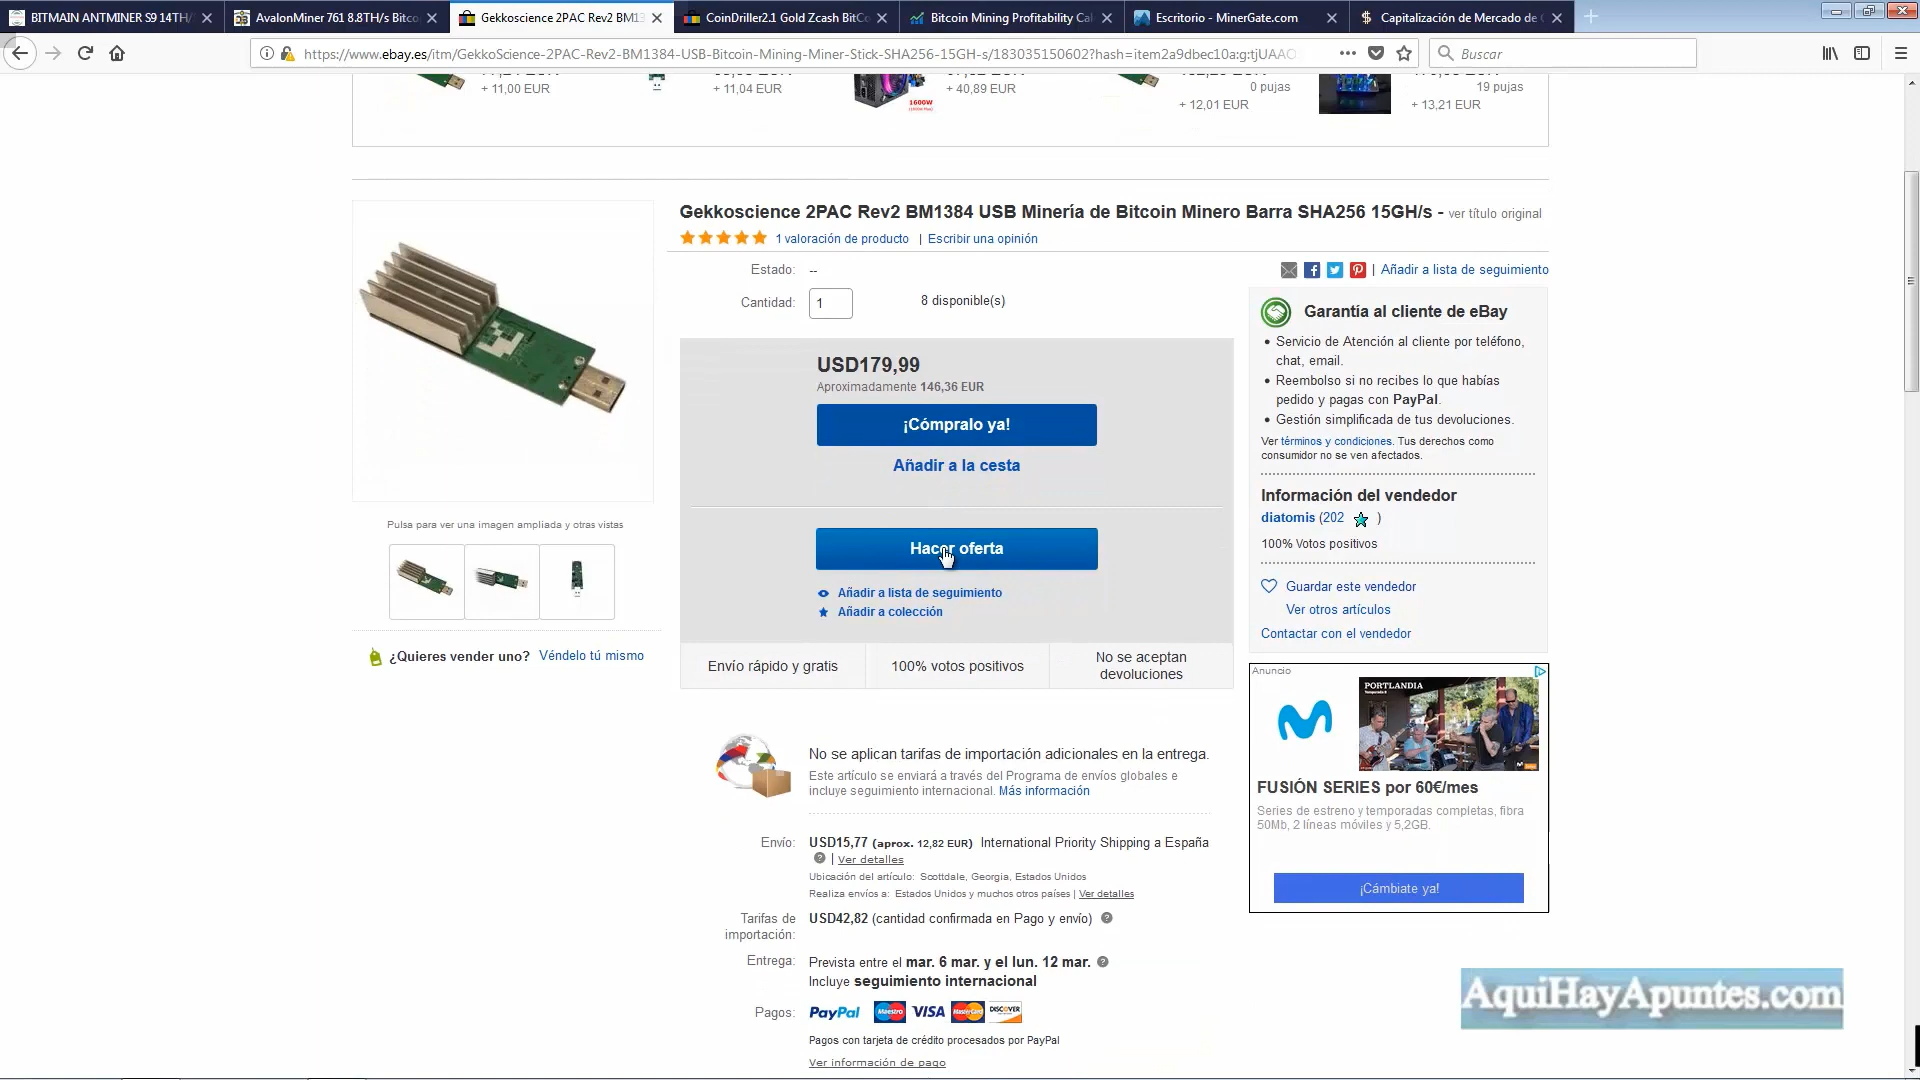 BITMAIN ANTMINER S9 14TH/
AvalonMiner 761 8.8TH/s Bitco
Gekkoscience 2PAC Rev2 BM13
CoinDriller2.1 Gold Zcash BitCo
Bitcoin Mining Profitability Cal
Escritorio - MinerGate.com
Capitalización de Mercado de C
https://www.ebay.es/itm/GekkoScience-2PAC-Rev2-BM1384-USB-Bitcoin-Mining-Miner-Stick-SHA256-15GH-s/183035150602?hash=item2a9dbec10a:g:tjUAAO
Buscar
+ 11,00 EUR
+ 11,04 EUR
+ 40,89 EUR
0 pujas
+ 12,01 EUR
19 pujas
+ 13,21 EUR
1600W
Gekkoscience 2PAC Rev2 BM1384 USB Minería de Bitcoin Minero Barra SHA256 15GH/s - ver título original
1 valoración de producto | Escribir una opinión
Estado: --
| Añadir a lista de seguimiento
Cantidad: 1 8 disponible(s)
USD179,99
Aproximadamente 146,36 EUR
¡Cómpralo ya!
Añadir a la cesta
Hacer oferta
Añadir a lista de seguimiento
Añadir a colección
Envío rápido y gratis
100% votos positivos
No se aceptan
devoluciones
Pulsa para ver una imagen ampliada y otras vistas
¿Quieres vender uno? Véndelo tú mismo
Garantía al cliente de eBay
• Servicio de Atención al cliente por teléfono,
chat, email.
• Reembolso si no recibes lo que habías
pedido y pagas con PayPal.
• Gestión simplificada de tus devoluciones.
Ver términos y condiciones. Tus derechos como
consumidor no se ven afectados.
Información del vendedor
diatomis (202 )
100% Votos positivos
Guardar este vendedor
Ver otros artículos
Contactar con el vendedor
Anuncio
PORTLANDIA
FUSIÓN SERIES por 60€/mes
Series de estreno y temporadas completas, fibra
50Mb, 2 líneas móviles y 5,2GB.
¡Cámbiate ya!
No se aplican tarifas de importación adicionales en la entrega.
Este artículo se enviará a través del Programa de envíos globales e
incluye seguimiento internacional. Más información
Envío: USD15,77 (aprox. 12,82 EUR) International Priority Shipping a España
| Ver detalles
Ubicación del artículo: Scottdale, Georgia, Estados Unidos
Realiza envíos a: Estados Unidos y muchos otros países | Ver detalles
Tarifas de
importación:
USD42,82 (cantidad confirmada en Pago y envío)
Entrega: Prevista entre el mar. 6 mar. y el lun. 12 mar.
Incluye seguimiento internacional
Pagos: PayPal Maestro VISA MasterCard DISCOVER
Pagos con tarjeta de crédito procesados por PayPal
Ver información de pago
AquiHayApuntes.com